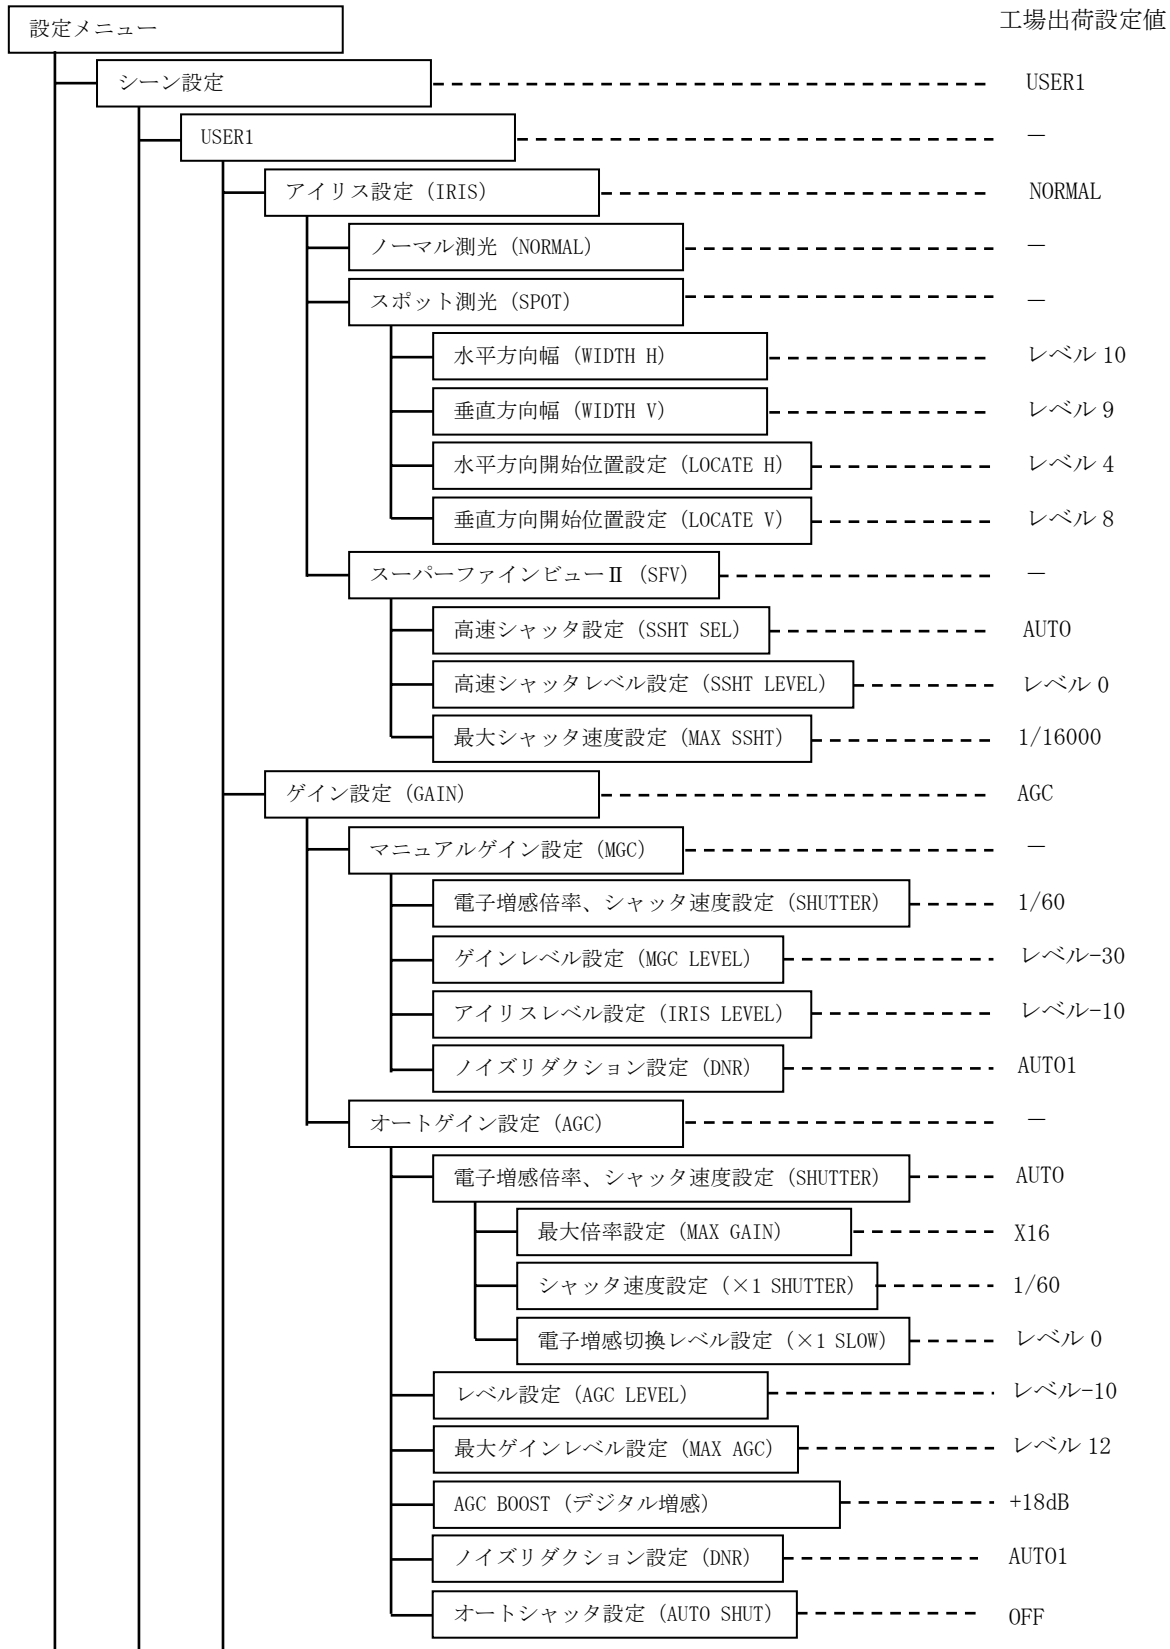 設定メニュー 工場出荷設定値
シーン設定 USER1
USER1 －
アイリス設定（IRIS） NORMAL
ノーマル測光（NORMAL） －
スポット測光（SPOT） －
水平方向幅（WIDTH H） レベル 10
垂直方向幅（WIDTH V） レベル 9
水平方向開始位置設定（LOCATE H） レベル 4
垂直方向開始位置設定（LOCATE V） レベル 8
スーパーファインビューⅡ（SFV） －
高速シャッタ設定（SSHT SEL） AUTO
高速シャッタレベル設定（SSHT LEVEL） レベル 0
最大シャッタ速度設定（MAX SSHT） 1/16000
ゲイン設定（GAIN） AGC
マニュアルゲイン設定（MGC） －
電子増感倍率、シャッタ速度設定（SHUTTER） 1/60
ゲインレベル設定（MGC LEVEL） レベル-30
アイリスレベル設定（IRIS LEVEL） レベル-10
ノイズリダクション設定（DNR） AUTO1
オートゲイン設定（AGC） －
電子増感倍率、シャッタ速度設定（SHUTTER） AUTO
最大倍率設定（MAX GAIN） X16
シャッタ速度設定（×1 SHUTTER） 1/60
電子増感切換レベル設定（×1 SLOW） レベル 0
レベル設定（AGC LEVEL） レベル-10
最大ゲインレベル設定（MAX AGC） レベル 12
AGC BOOST（デジタル増感） +18dB
ノイズリダクション設定（DNR） AUTO1
オートシャッタ設定（AUTO SHUT） OFF